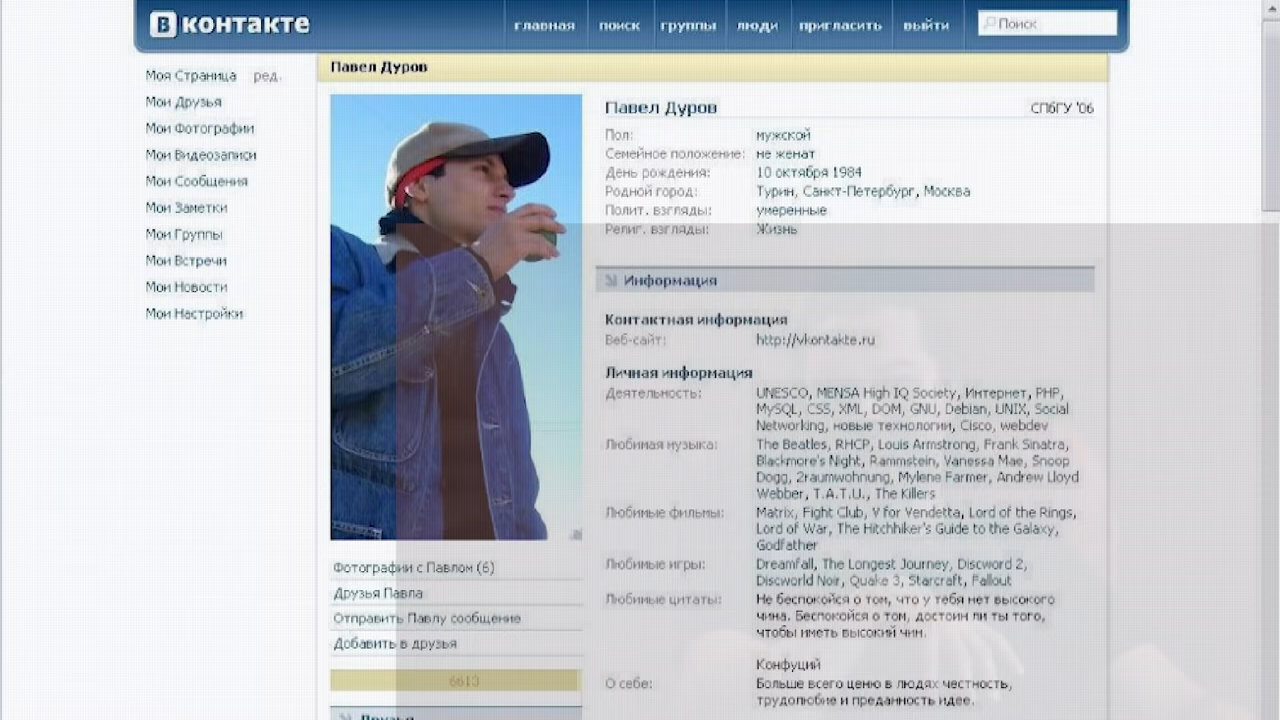 В контакте
главная поиск группы люди пригласить выйти Поиск
Моя Страница ред.
Мои Друзья
Мои Фотографии
Мои Видеозаписи
Мои Сообщения
Мои Заметки
Мои Группы
Мои Встречи
Мои Новости
Мои Настройки
Павел Дуров
Фотографии с Павлом (6)
Друзья Павла
Отправить Павлу сообщение
Добавить в друзья
6613
Друзья
Павел Дуров СПбГУ '06
Пол: мужской
Семейное положение: не женат
День рождения: 10 октября 1984
Родной город: Турин, Санкт-Петербург, Москва
Полит. взгляды: умеренные
Религ. взгляды: Жизнь
Информация
Контактная информация
Веб-сайт: http://vkontakte.ru
Личная информация
Деятельность: UNESCO, MENSA High IQ Society, Интернет, PHP,
MySQL, CSS, XML, DOM, GNU, Debian, UNIX, Social
Networking, новые технологии, Cisco, webdev
Любимая музыка: The Beatles, RHCP, Louis Armstrong, Frank Sinatra,
Blackmore's Night, Rammstein, Vanessa Mae, Snoop
Dogg, 2raumwohnung, Mylene Farmer, Andrew Lloyd
Webber, T.A.T.U., The Killers
Любимые фильмы: Matrix, Fight Club, V for Vendetta, Lord of the Rings,
Lord of War, The Hitchhiker's Guide to the Galaxy,
Godfather
Любимые игры: Dreamfall, The Longest Journey, Discword 2,
Discworld Noir, Quake 3, Starcraft, Fallout
Любимые цитаты: Не беспокойся о том, что у тебя нет высокого
чина. Беспокойся о том, достоин ли ты того,
чтобы иметь высокий чин.
Конфуций
О себе: Больше всего ценю в людях честность,
трудолюбие и преданность идее.